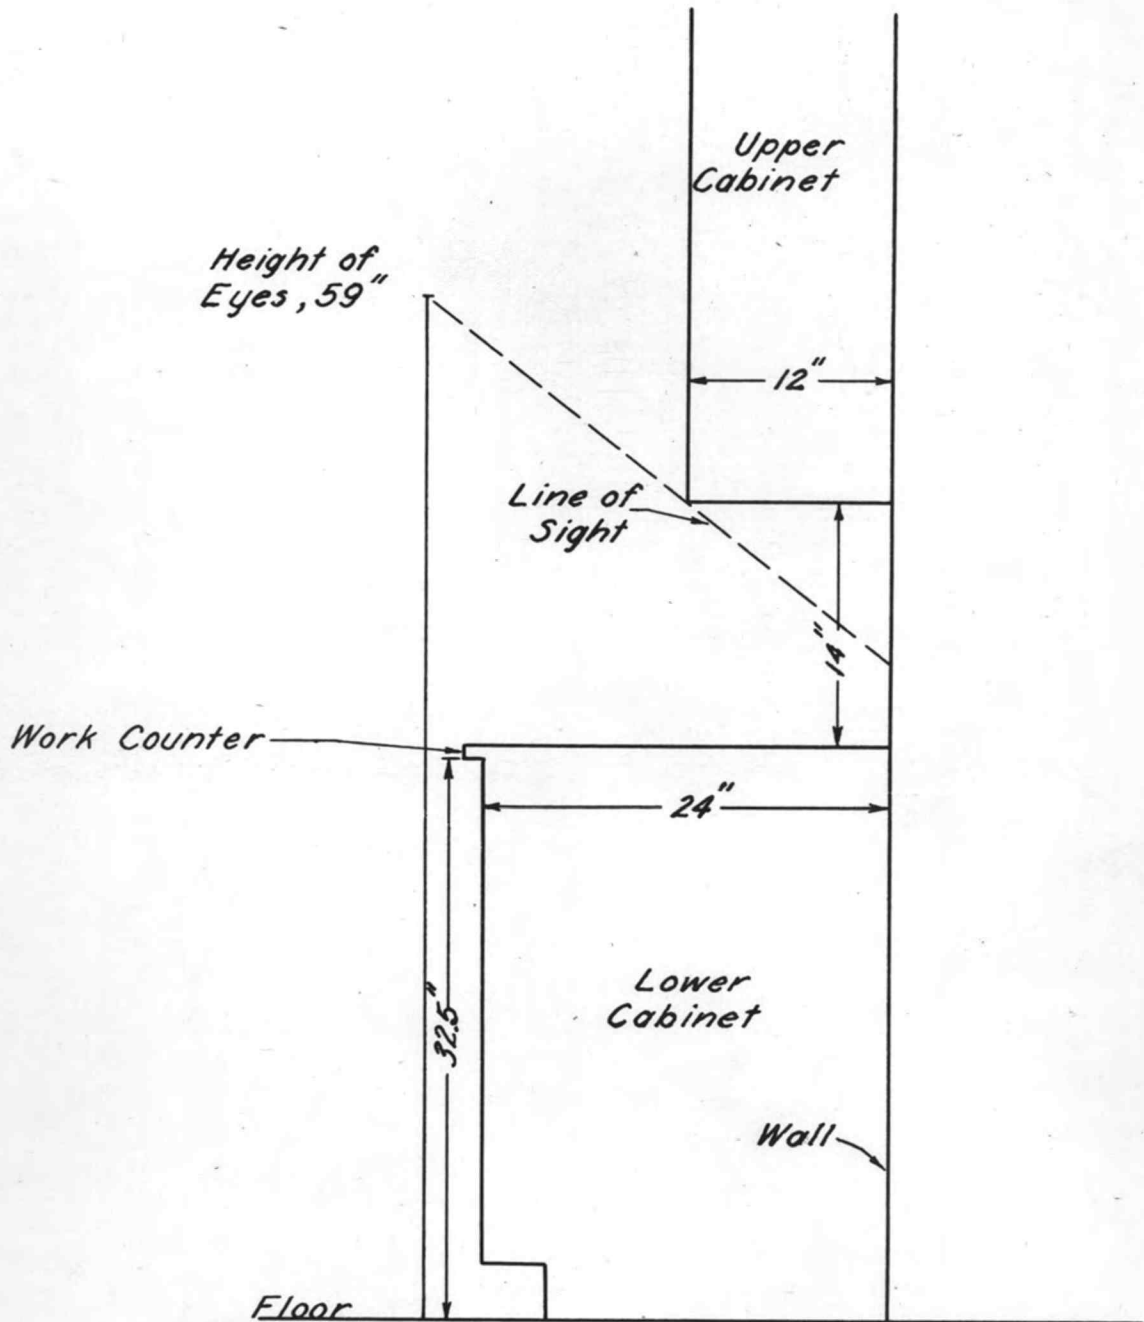 Upper
Cabinet
Height of
Eyes, 59"
12"
Line of
Sight
14"
Work Counter
24"
32.5"
Lower
Cabinet
Wall
Floor